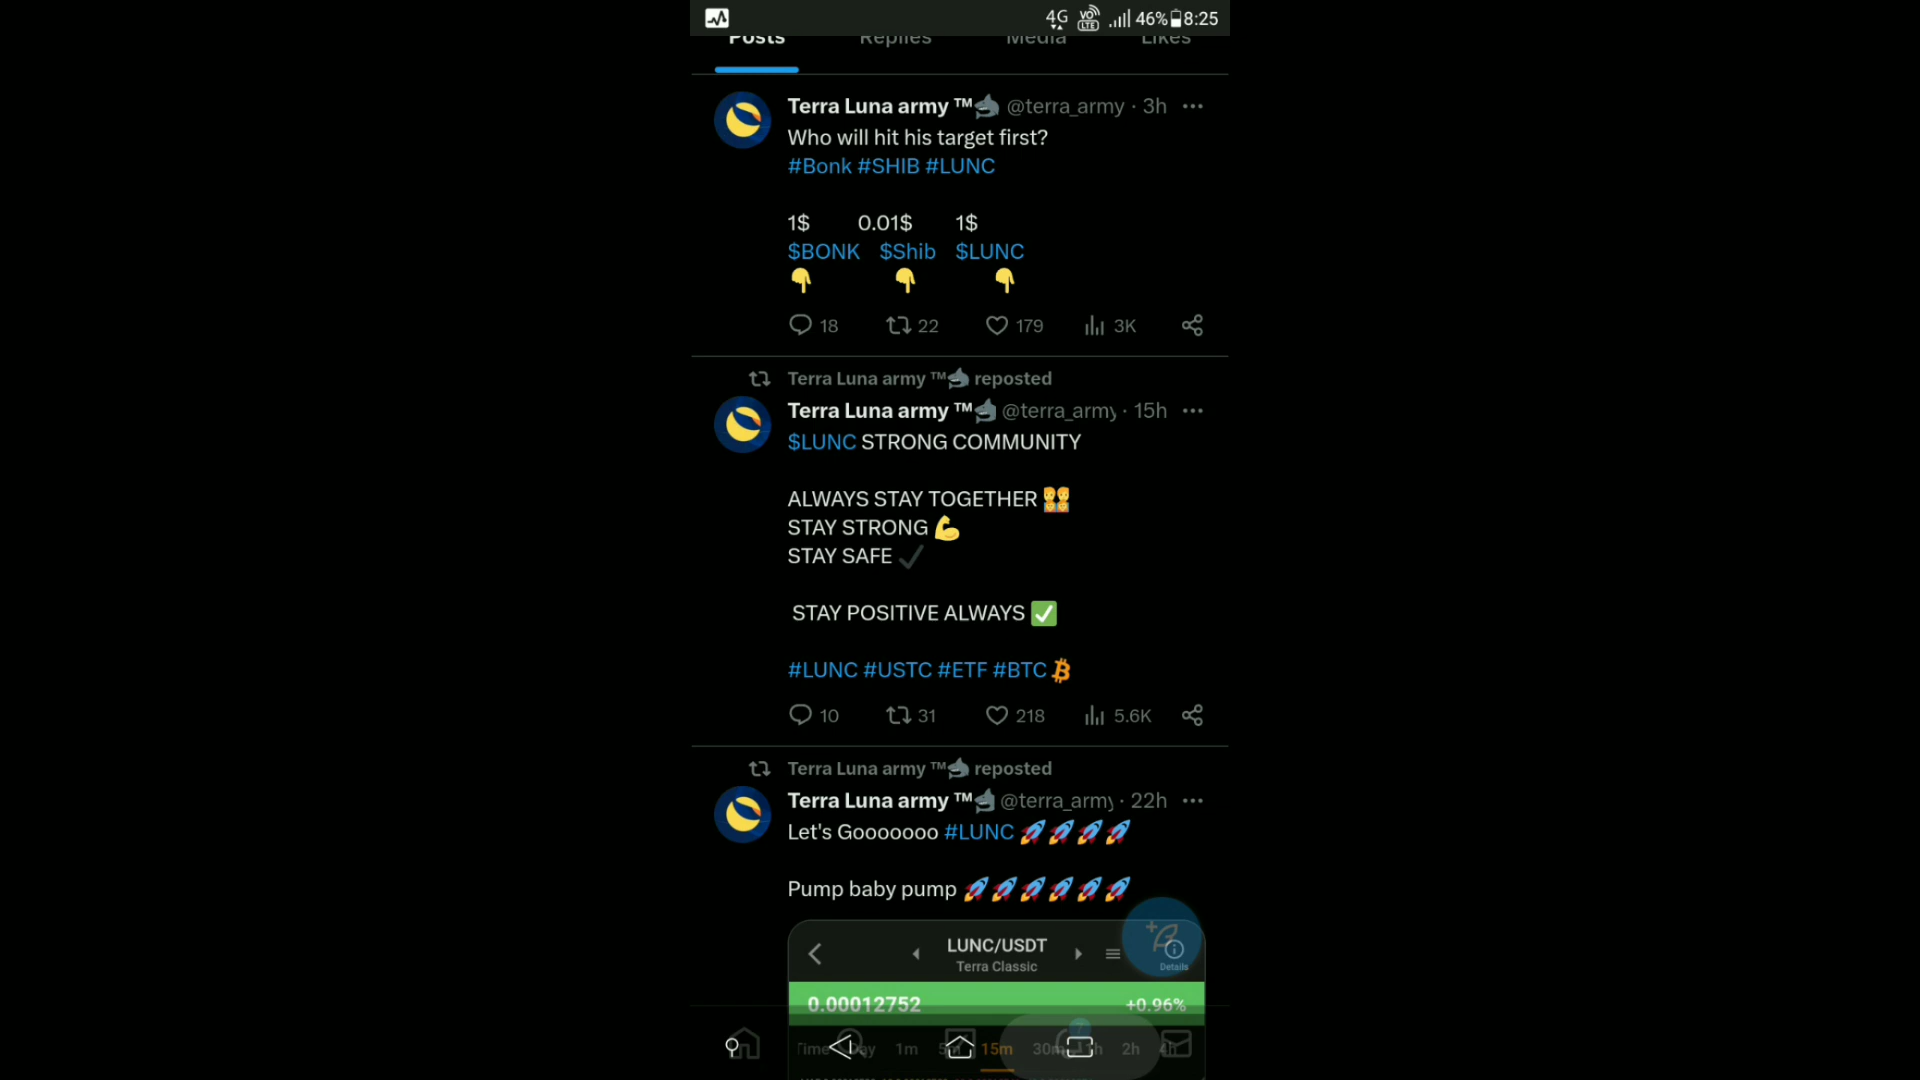 4G VO LTE 46% 8:25
Posts Replies Media Likes
Terra Luna army ™ @terra_army · 3h
Who will hit his target first?
#Bonk #SHIB #LUNC
1$ 0.01$ 1$
$BONK $Shib $LUNC
18 22 179 3K
Terra Luna army ™ reposted
Terra Luna army ™ @terra_army · 15h
$LUNC STRONG COMMUNITY
ALWAYS STAY TOGETHER
STAY STRONG
STAY SAFE
STAY POSITIVE ALWAYS
#LUNC #USTC #ETF #BTC
10 31 218 5.6K
Terra Luna army ™ reposted
Terra Luna army ™ @terra_army · 22h
Let's Gooooooo #LUNC
Pump baby pump
LUNC/USDT
Terra Classic
Details
0.00012752 +0.96%
Time 1m 15m 30m 1h 2h